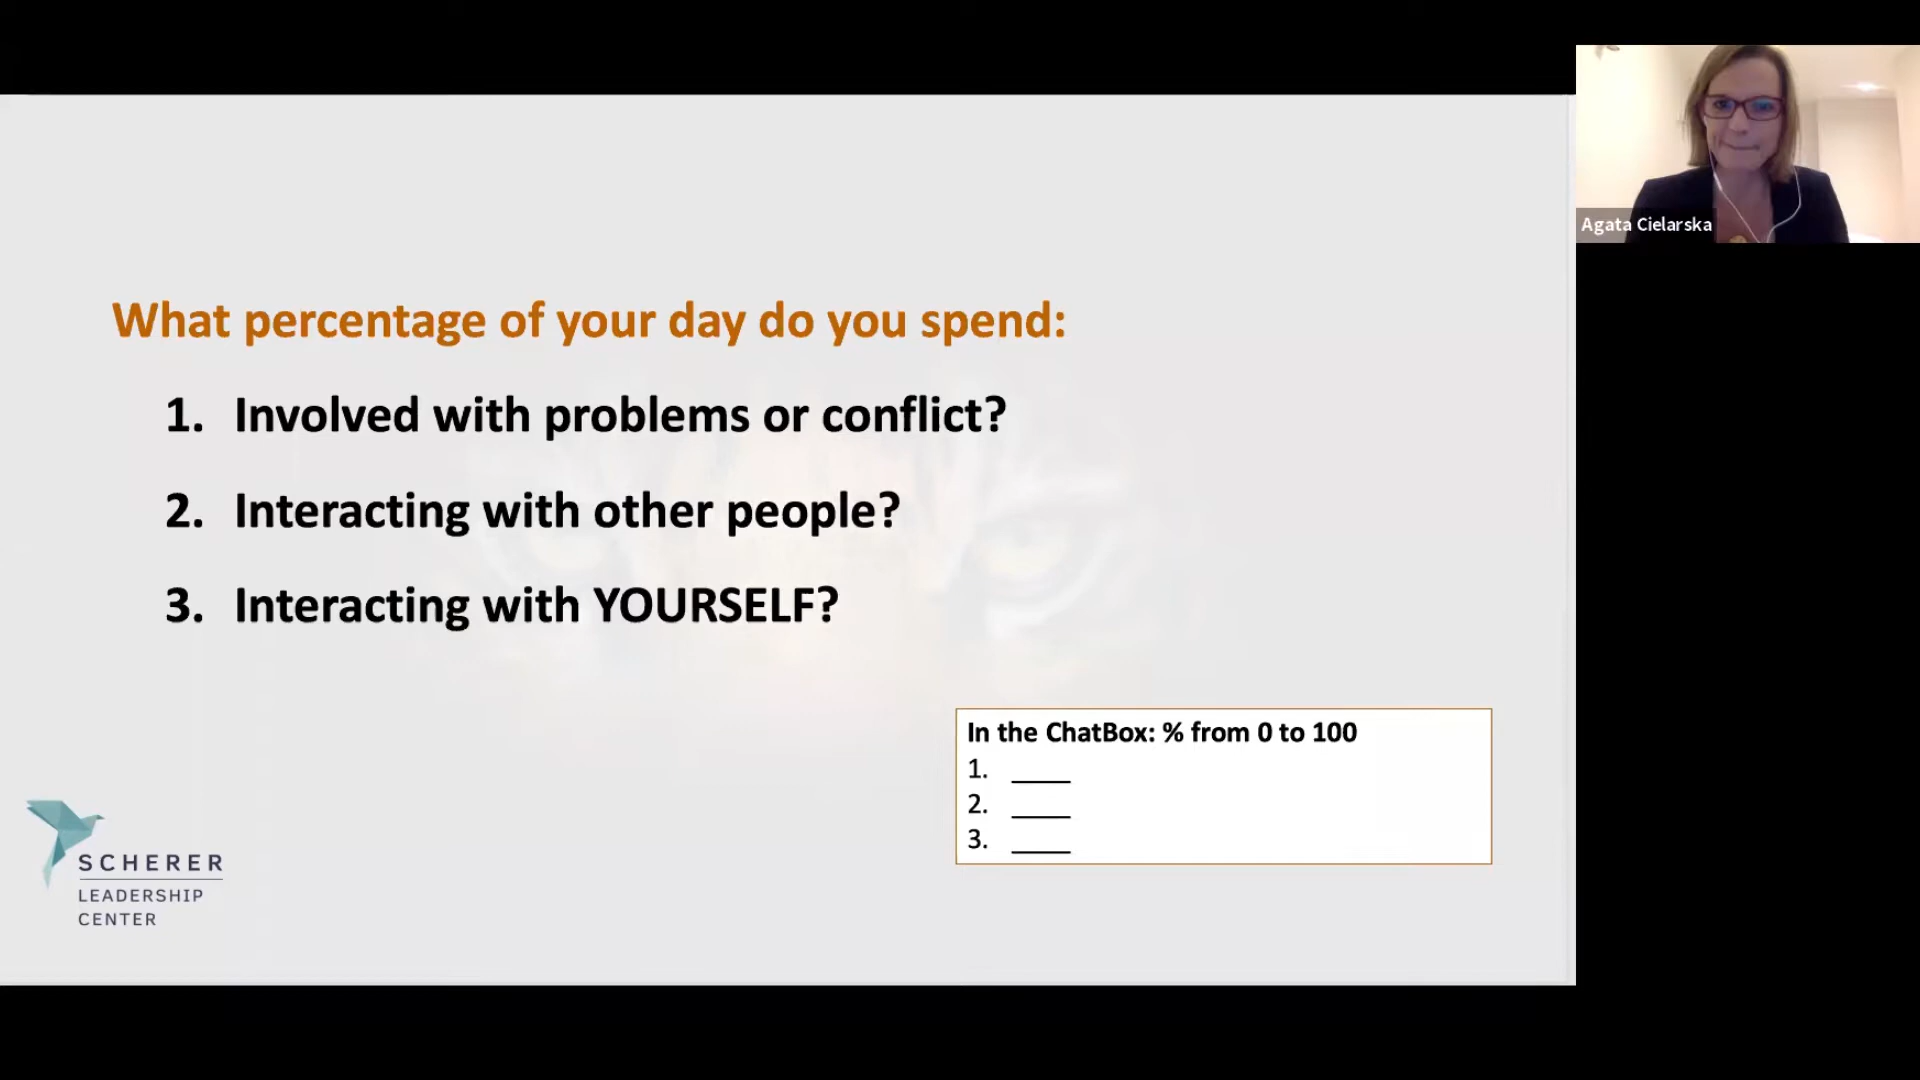 Agata Cielarska
What percentage of your day do you spend:
1. Involved with problems or conflict?
2. Interacting with other people?
3. Interacting with YOURSELF?
In the ChatBox: % from 0 to 100
1. ____
2. ____
3. ____
SCHERER
LEADERSHIP
CENTER